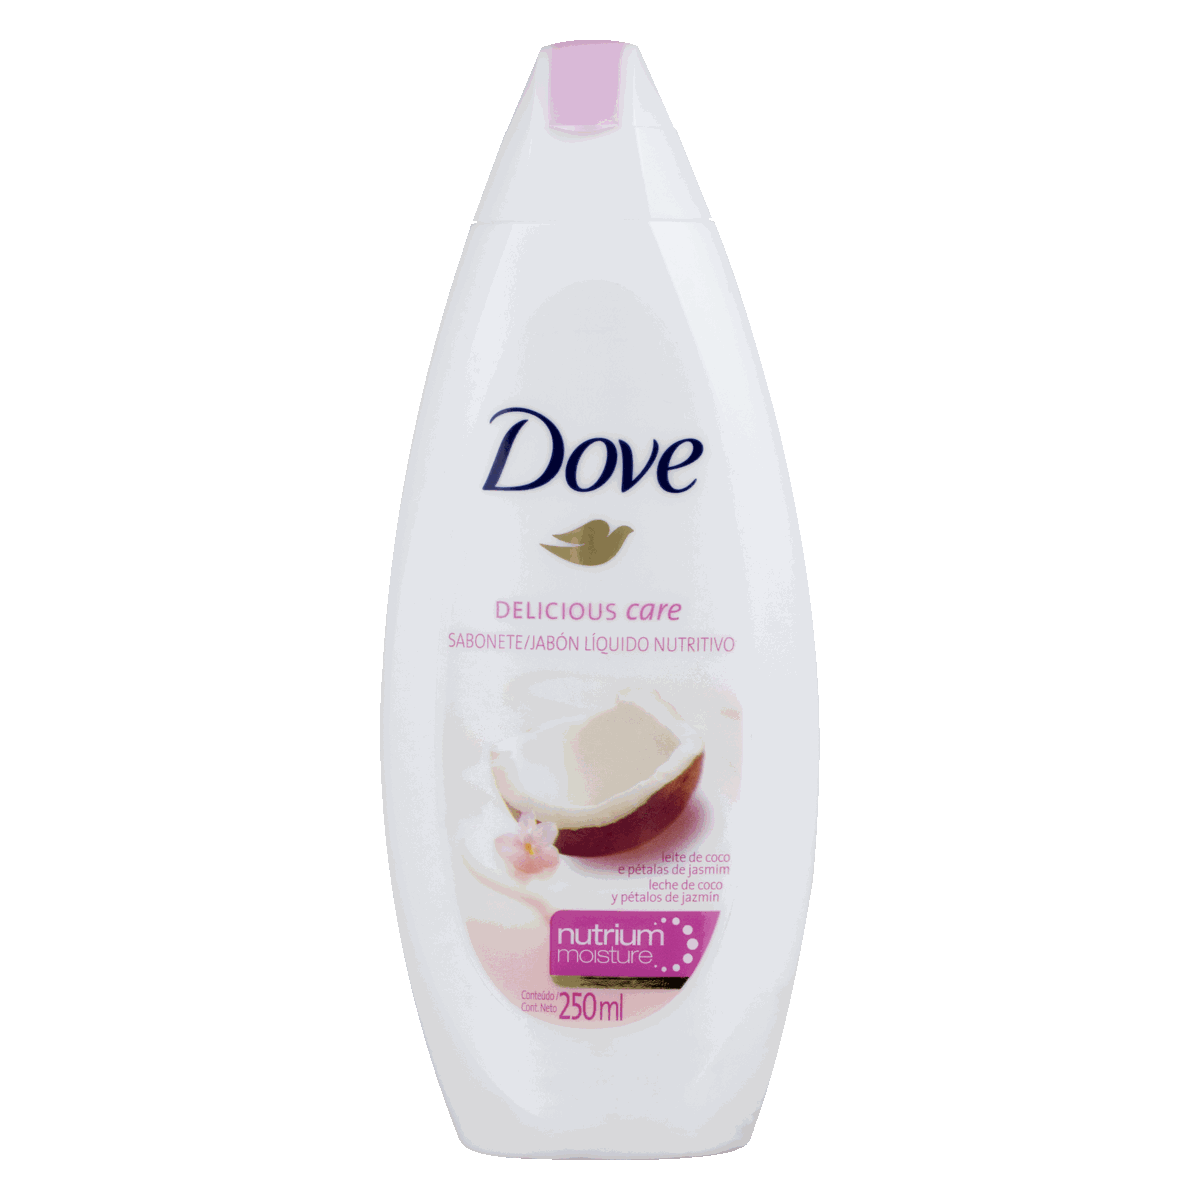 Dove
DELICIOUS care
SABONETE/JABÓN LÍQUIDO NUTRITIVO
leite de coco
e pétalas de jasmim
leche de coco
y pétalos de jazmín
nutrium
moisture
Conteúdo /
Cont. Neto 250ml